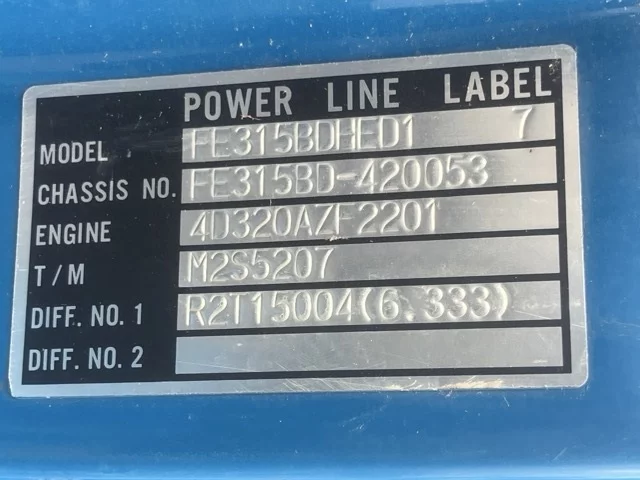 POWER LINE LABEL
MODEL FE315BDHED1 7
CHASSIS NO. FE315BD-420053
ENGINE 4D320AZF2201
T/M M2S5207
DIFF. NO. 1 R2T15004(6.333)
DIFF. NO. 2